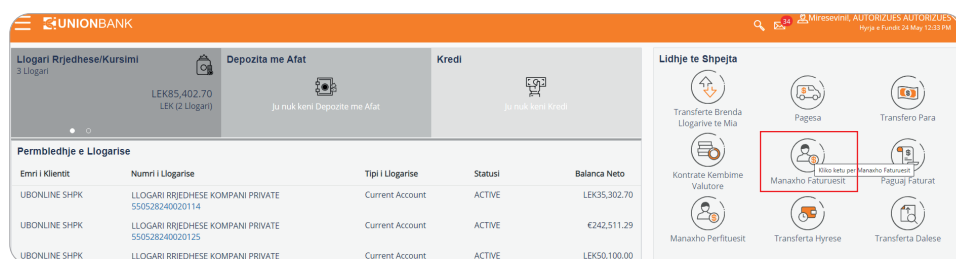 UNIONBANK
34
Miresevinil, AUTORIZUES AUTORIZUES
Hyrja e Fundit 24 May 12:33 PM
Llogari Rrjedhese/Kursimi
3 Llogari
LEK85,402.70
LEK (2 Llogari)
Depozita me Afat
Ju nuk keni Depozite me Afat
Kredi
Ju nuk keni Kredi
Permbledhje e Llogarise
Emri i Klientit Numri i Llogarise Tipi i Llogarise Statusi Balanca Neto
UBONLINE SHPK LLOGARI RRJEDHESE KOMPANI PRIVATE Current Account ACTIVE LEK35,302.70
550528240020114
UBONLINE SHPK LLOGARI RRJEDHESE KOMPANI PRIVATE Current Account ACTIVE €242,511.29
550528240020125
UBONLINE SHPK LLOGARI RRJEDHESE KOMPANI PRIVATE Current Account ACTIVE LEK50,100.00
Lidhje te Shpejta
Transferte Brenda
Llogarive te Mia
Pagesa
Transfero Para
Kontrate Kembime
Valutore
Manaxho Faturuesit
Kliko ketu per Manaxho Faturuesit
Paguaj Faturat
Manaxho Perfituesit
Transferta Hyrese
Transferta Dalese